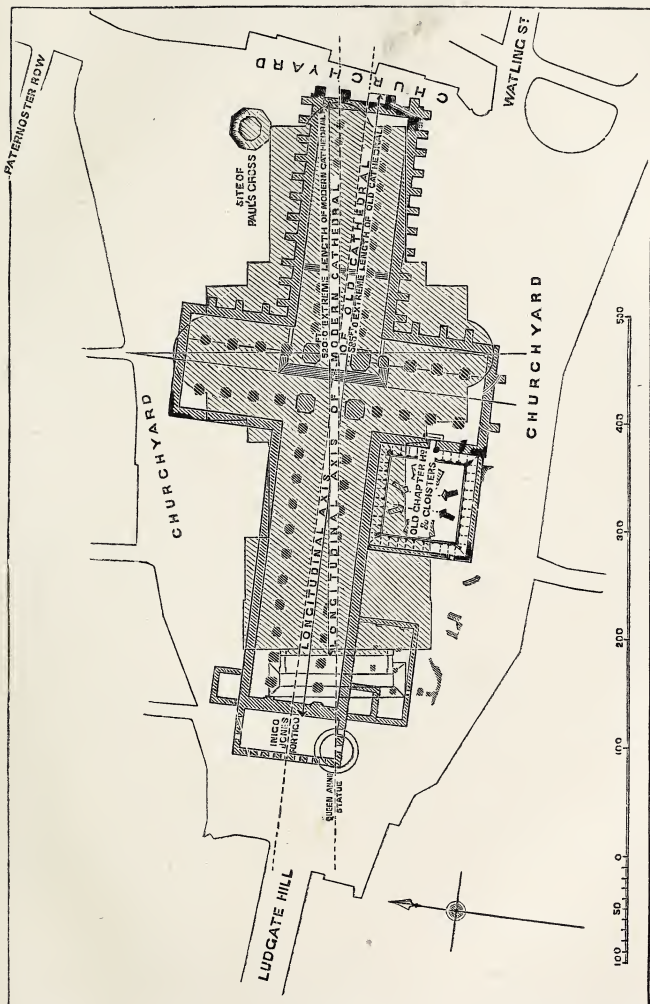 PATERNOSTER ROW
CHURCHYARD
WATLING ST
SITE OF
PAUL'S CROSS
EXTREME LENGTH OF MODERN CATHEDRAL
LONGITUDINAL AXIS OF MODERN CATHEDRAL
LONGITUDINAL AXIS OF OLD CATHEDRAL
EXTREME LENGTH OF OLD CATHEDRAL
CHURCHYARD
CHURCHYARD
OLD CHAPTER Ho
& CLOISTERS
INIGO
JONES
PORTICO
QUEEN ANNE
STATUE
LUDGATE HILL
100 50 0 100 200 300 400 500